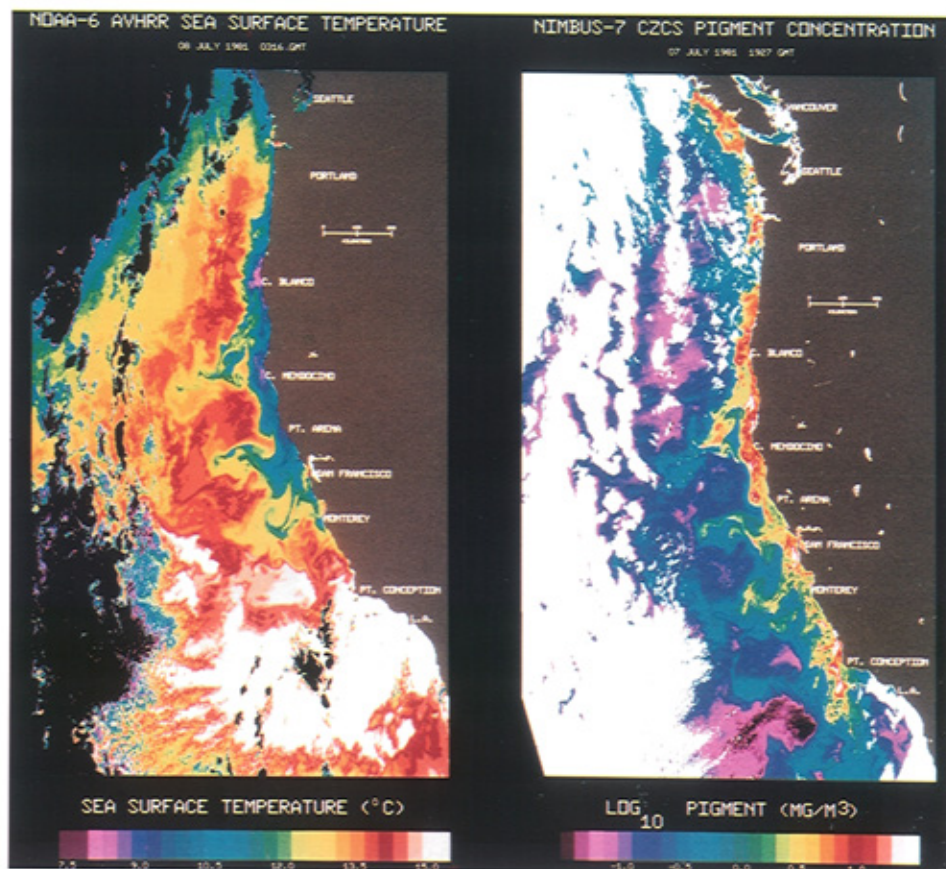 NOAA-6 AVHRR SEA SURFACE TEMPERATURE
08 JULY 1981 0316 GMT
SEATTLE
PORTLAND
C. BLANCO
C. MENDOCINO
PT. ARENA
SAN FRANCISCO
MONTEREY
PT. CONCEPTION
L.A.
SEA SURFACE TEMPERATURE (°C)
7.5 9.0 10.5 12.0 13.5 15.0
NIMBUS-7 CZCS PIGMENT CONCENTRATION
07 JULY 1981 1927 GMT
VANCOUVER
SEATTLE
PORTLAND
C. BLANCO
C. MENDOCINO
PT. ARENA
SAN FRANCISCO
MONTEREY
PT. CONCEPTION
L.A.
LOG10 PIGMENT (MG/M3)
-1.0 -0.5 0.0 0.5 1.0